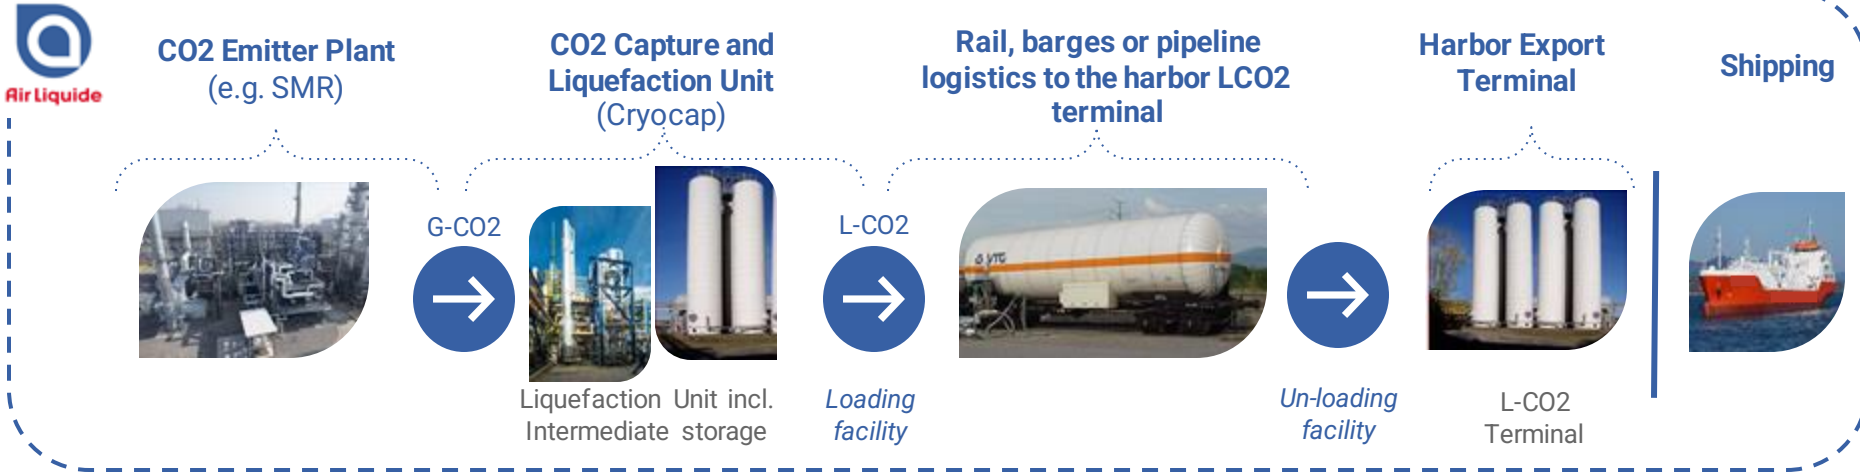 Air Liquide
CO2 Emitter Plant
(e.g. SMR)
CO2 Capture and
Liquefaction Unit
(Cryocap)
Rail, barges or pipeline
logistics to the harbor LCO2
terminal
Harbor Export
Terminal
Shipping
G-CO2
L-CO2
VTG
Liquefaction Unit incl.
Intermediate storage
Loading
facility
Un-loading
facility
L-CO2
Terminal